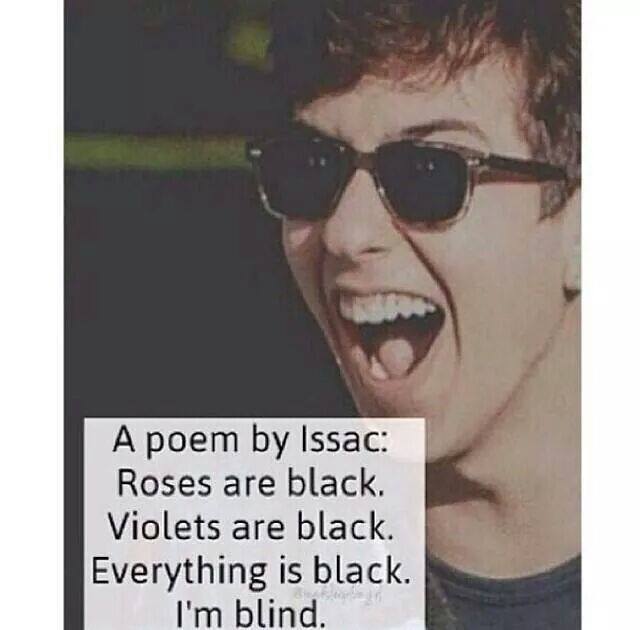 A poem by Issac:
Roses are black.
Violets are black.
Everything is black.
I'm blind.